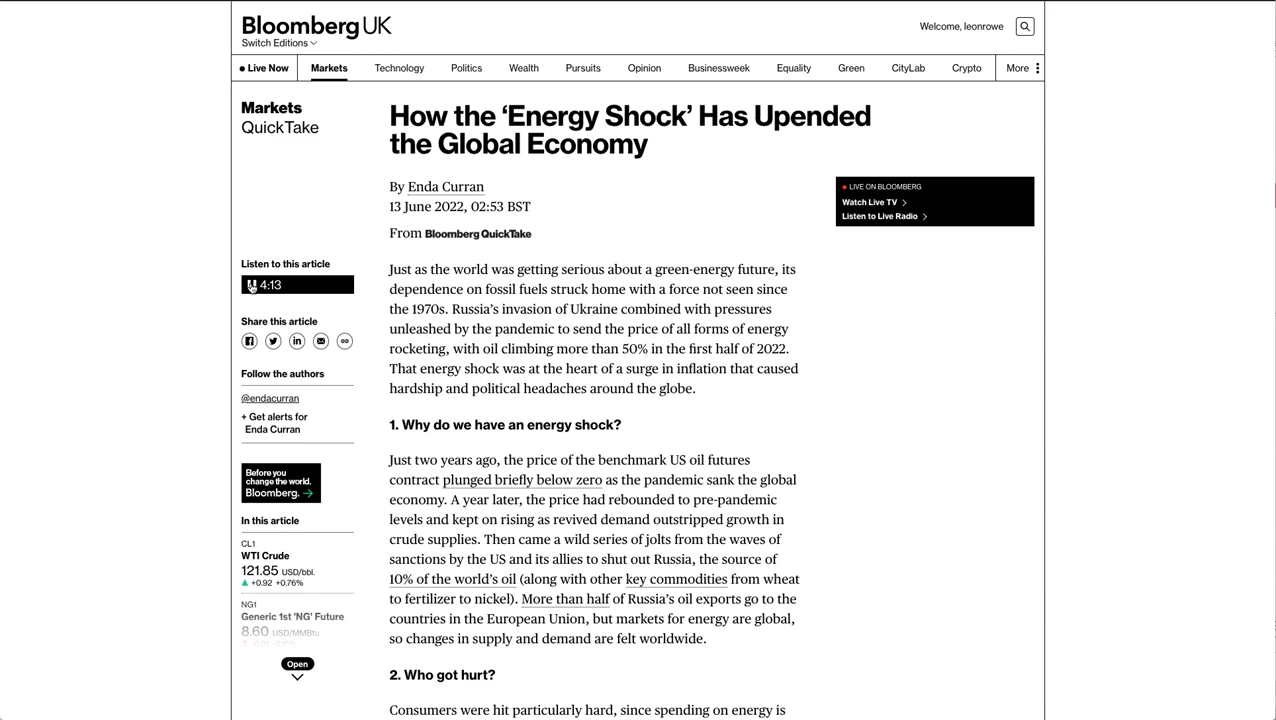 Bloomberg UK
Switch Editions
Welcome, leonrowe
Live Now
Markets
Technology
Politics
Wealth
Pursuits
Opinion
Businessweek
Equality
Green
CityLab
Crypto
More
Markets
QuickTake
How the ‘Energy Shock’ Has Upended
the Global Economy
By Enda Curran
13 June 2022, 02:53 BST
From Bloomberg QuickTake
LIVE ON BLOOMBERG
Watch Live TV
Listen to Live Radio
Listen to this article
4:13
Share this article
Follow the authors
@endacurran
+ Get alerts for
Enda Curran
Before you
change the world.
Bloomberg.
In this article
CL1
WTI Crude
121.85 USD/bbl.
+0.92 +0.76%
NG1
Generic 1st 'NG' Future
8.60 USD/MMBtu
Open
Just as the world was getting serious about a green-energy future, its
dependence on fossil fuels struck home with a force not seen since
the 1970s. Russia’s invasion of Ukraine combined with pressures
unleashed by the pandemic to send the price of all forms of energy
rocketing, with oil climbing more than 50% in the first half of 2022.
That energy shock was at the heart of a surge in inflation that caused
hardship and political headaches around the globe.
1. Why do we have an energy shock?
Just two years ago, the price of the benchmark US oil futures
contract plunged briefly below zero as the pandemic sank the global
economy. A year later, the price had rebounded to pre-pandemic
levels and kept on rising as revived demand outstripped growth in
crude supplies. Then came a wild series of jolts from the waves of
sanctions by the US and its allies to shut out Russia, the source of
10% of the world’s oil (along with other key commodities from wheat
to fertilizer to nickel). More than half of Russia’s oil exports go to the
countries in the European Union, but markets for energy are global,
so changes in supply and demand are felt worldwide.
2. Who got hurt?
Consumers were hit particularly hard, since spending on energy is